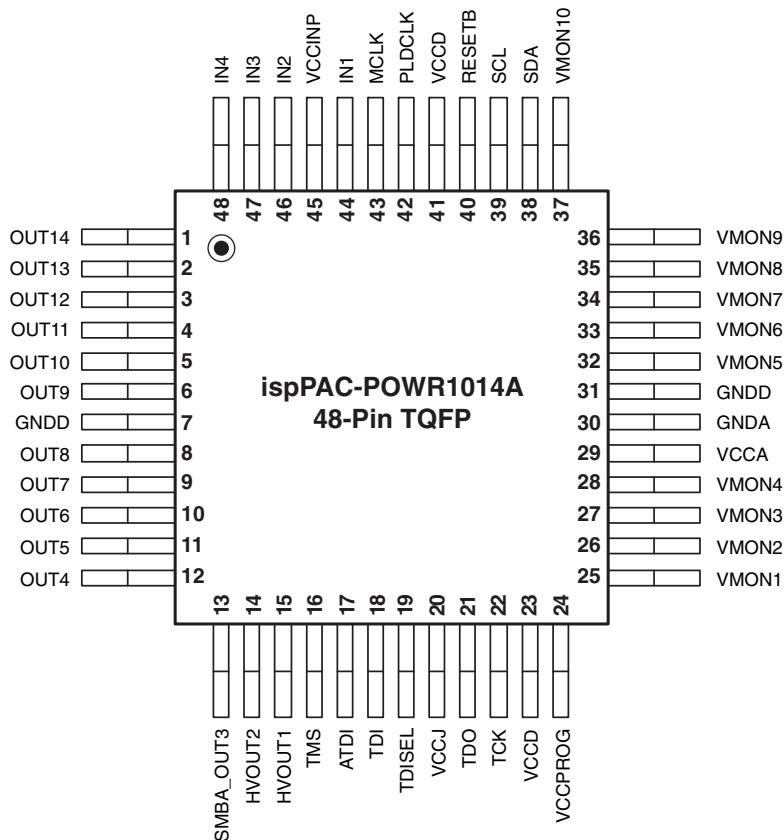 IN4
IN3
IN2
VCCINP
IN1
MCLK
PLDCLK
VCCD
RESETB
SCL
SDA
VMON10
48
47
46
45
44
43
42
41
40
39
38
37
OUT14 1
OUT13 2
OUT12 3
OUT11 4
OUT10 5
OUT9 6
GNDD 7
OUT8 8
OUT7 9
OUT6 10
OUT5 11
OUT4 12
ispPAC-POWR1014A
48-Pin TQFP
36 VMON9
35 VMON8
34 VMON7
33 VMON6
32 VMON5
31 GNDD
30 GNDA
29 VCCA
28 VMON4
27 VMON3
26 VMON2
25 VMON1
13
14
15
16
17
18
19
20
21
22
23
24
SMBA_OUT3
HVOUT2
HVOUT1
TMS
ATDI
TDI
TDISEL
VCCJ
TDO
TCK
VCCD
VCCPROG